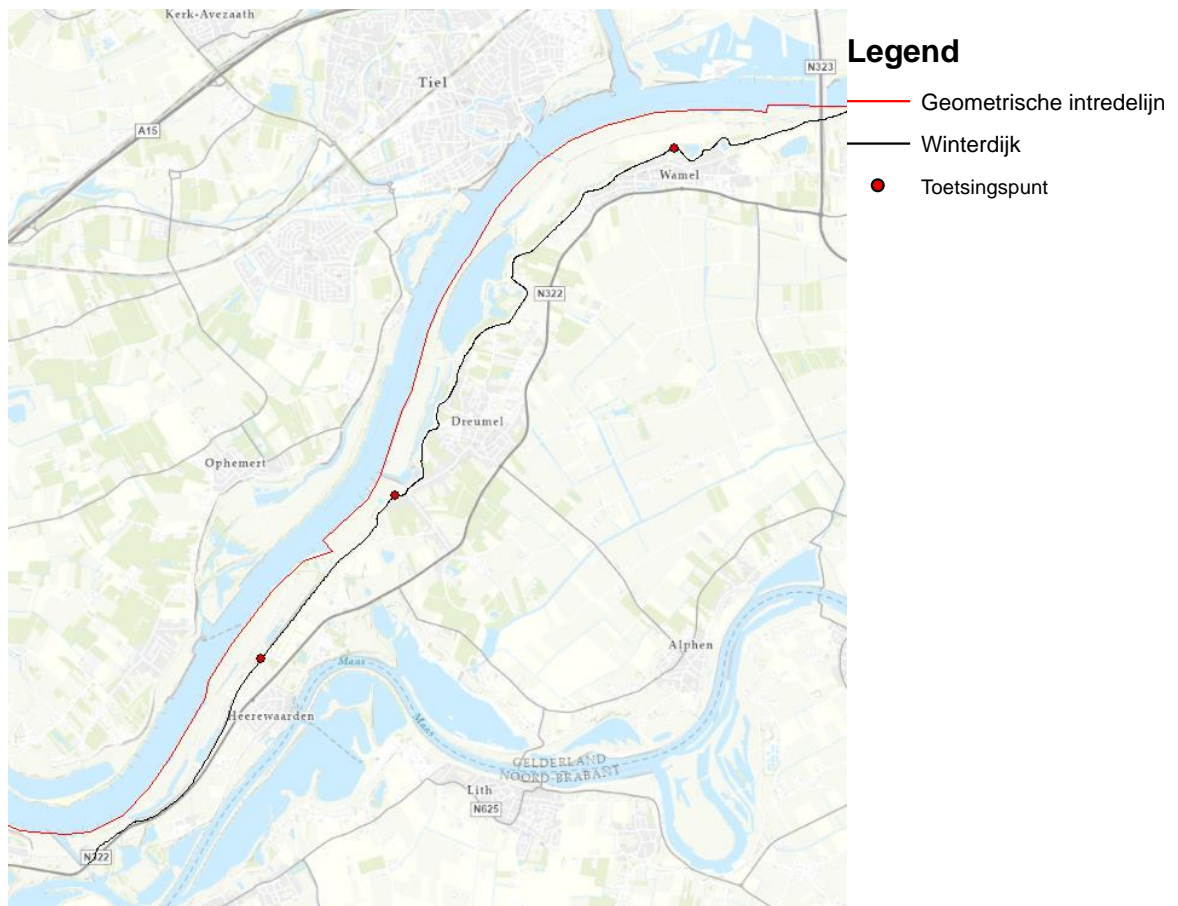 Kerk-Avezaath
Legend
Tiel
N323
Geometrische intredelijn
A15
Winterdijk
Wamel
Toetsingspunt
N322
Dreumel
Ophemert
Alphen
Maas
Heerewaarden
Maas
GELDERLAND
NOORD-BRABANT
Lith
N625
N322